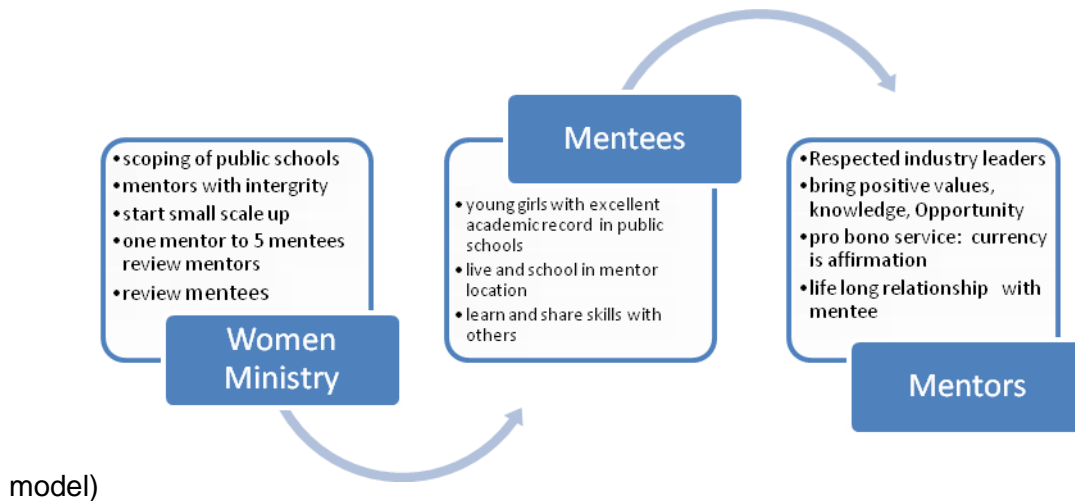 • scoping of public schools
• mentors with intergrity
• start small scale up
• one mentor to 5 mentees
review mentors
• review mentees
Women
Ministry
Mentees
• young girls with excellent
academic record in public
schools
• live and school in mentor
location
• learn and share skills with
others
• Respected industry leaders
• bring positive values,
knowledge, Opportunity
• pro bono service: currency
is affirmation
• life long relationship with
mentee
Mentors
model)